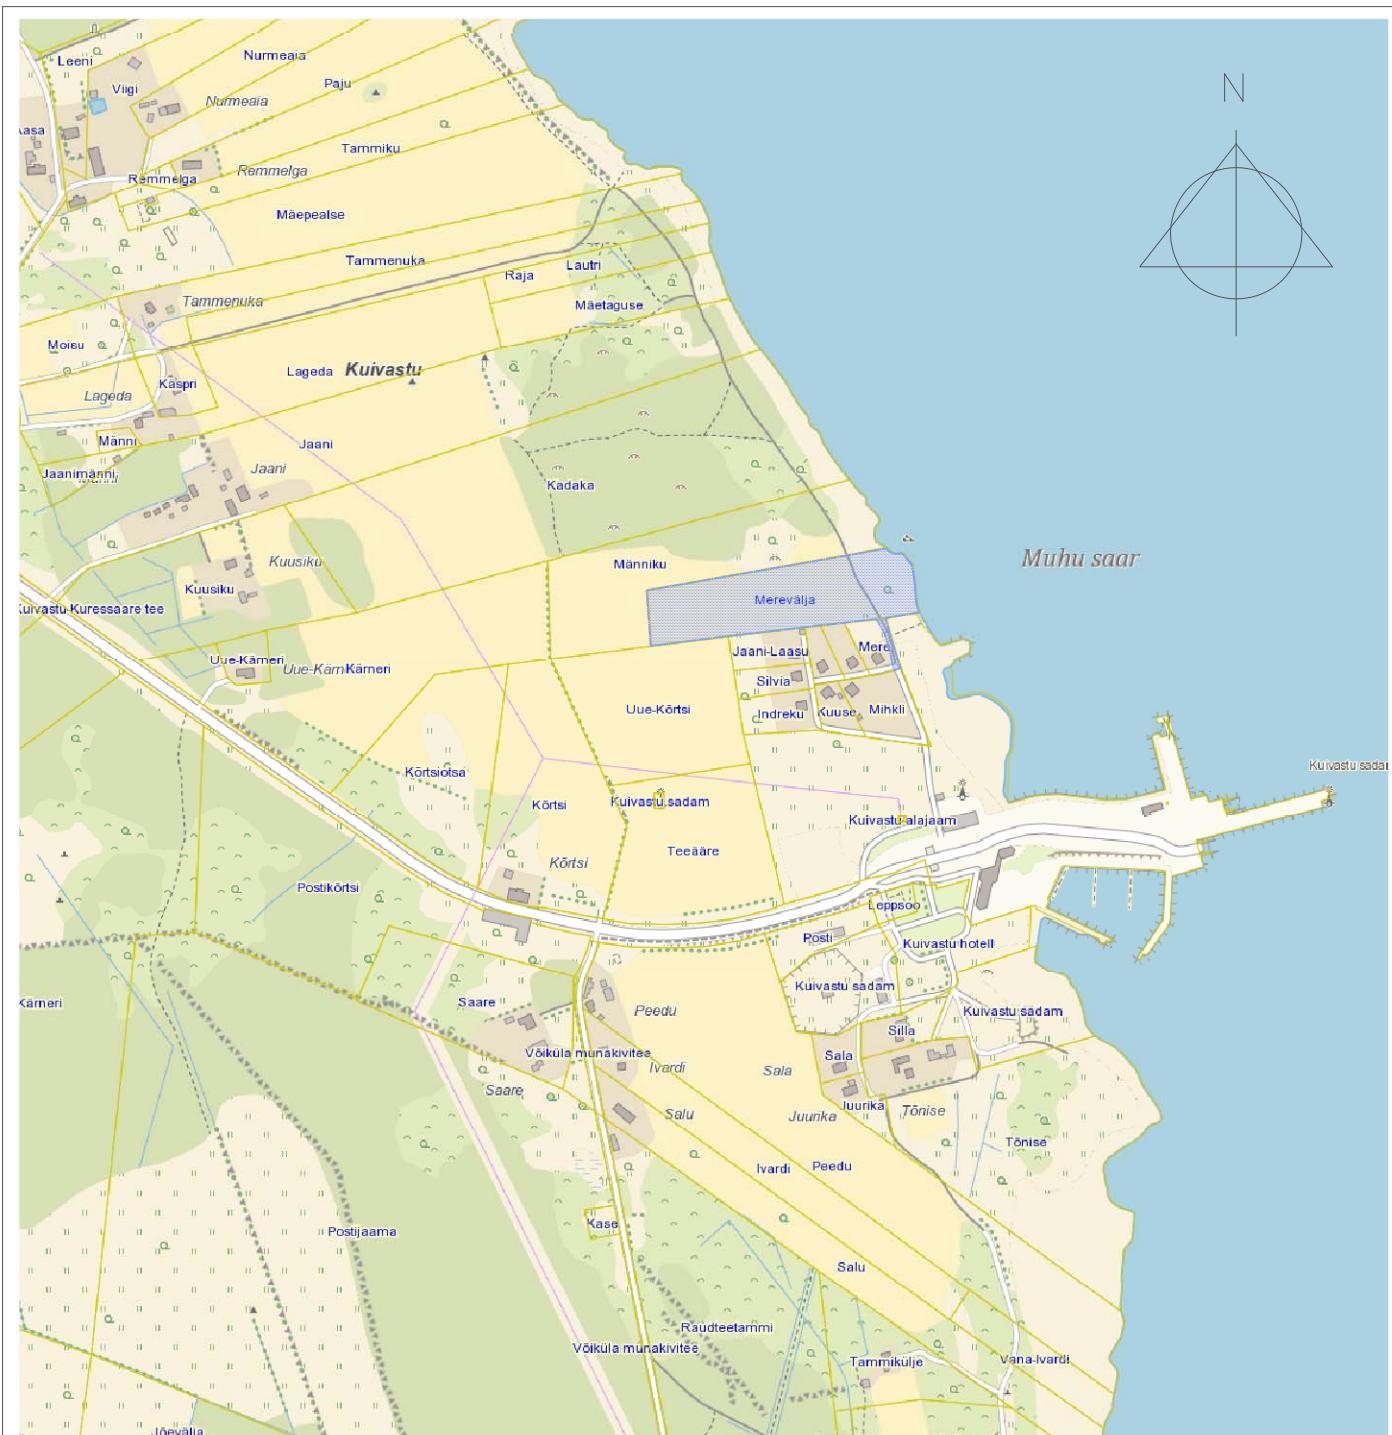 Leeni
Nurmeaia
Viigi
Paju
N
Nurmeaia
Tammiku
Remmelga
Remmelga
Mäepealse
Tammenuka
Lautri
Raja
Tammenuka
Mäetaguse
Moisu
Lageda
Kuivastu
Kaspri
Lageda
Männi
Jaani
Jaani
Jaanimänni
Kadaka
Kuusiku
Männiku
Muhu saar
Kuusiku
Merevälja
Kuivastu Kuressaare tee
Jaani-Laasu
Mere
Uue-Kärneri
Kärneri
Silvia
Uue-Kõrtsi
Indreku
Kuuse
Mihkli
Kõrtsiotsa
Kõrtsi
Kuivastu sadam
Kuivastu sadam
Kuivastu alajaam
Teeääre
Kõrtsi
Postikõrtsi
Leppsoo
Posti
Kuivastu hotell
Kuivastu sadam
Kärneri
Saare
Peedu
Kuivastu sadam
Silla
Võiküla munakivitee
Sala
Ivardi
Sala
Saare
Juurika
Tõnise
Salu
Juurika
Tõnise
Ivardi
Peedu
Kase
Postijaama
Salu
Raudteetammi
Võiküla munakivitee
Tammikülje
Vana-Ivardi
Jõevälja